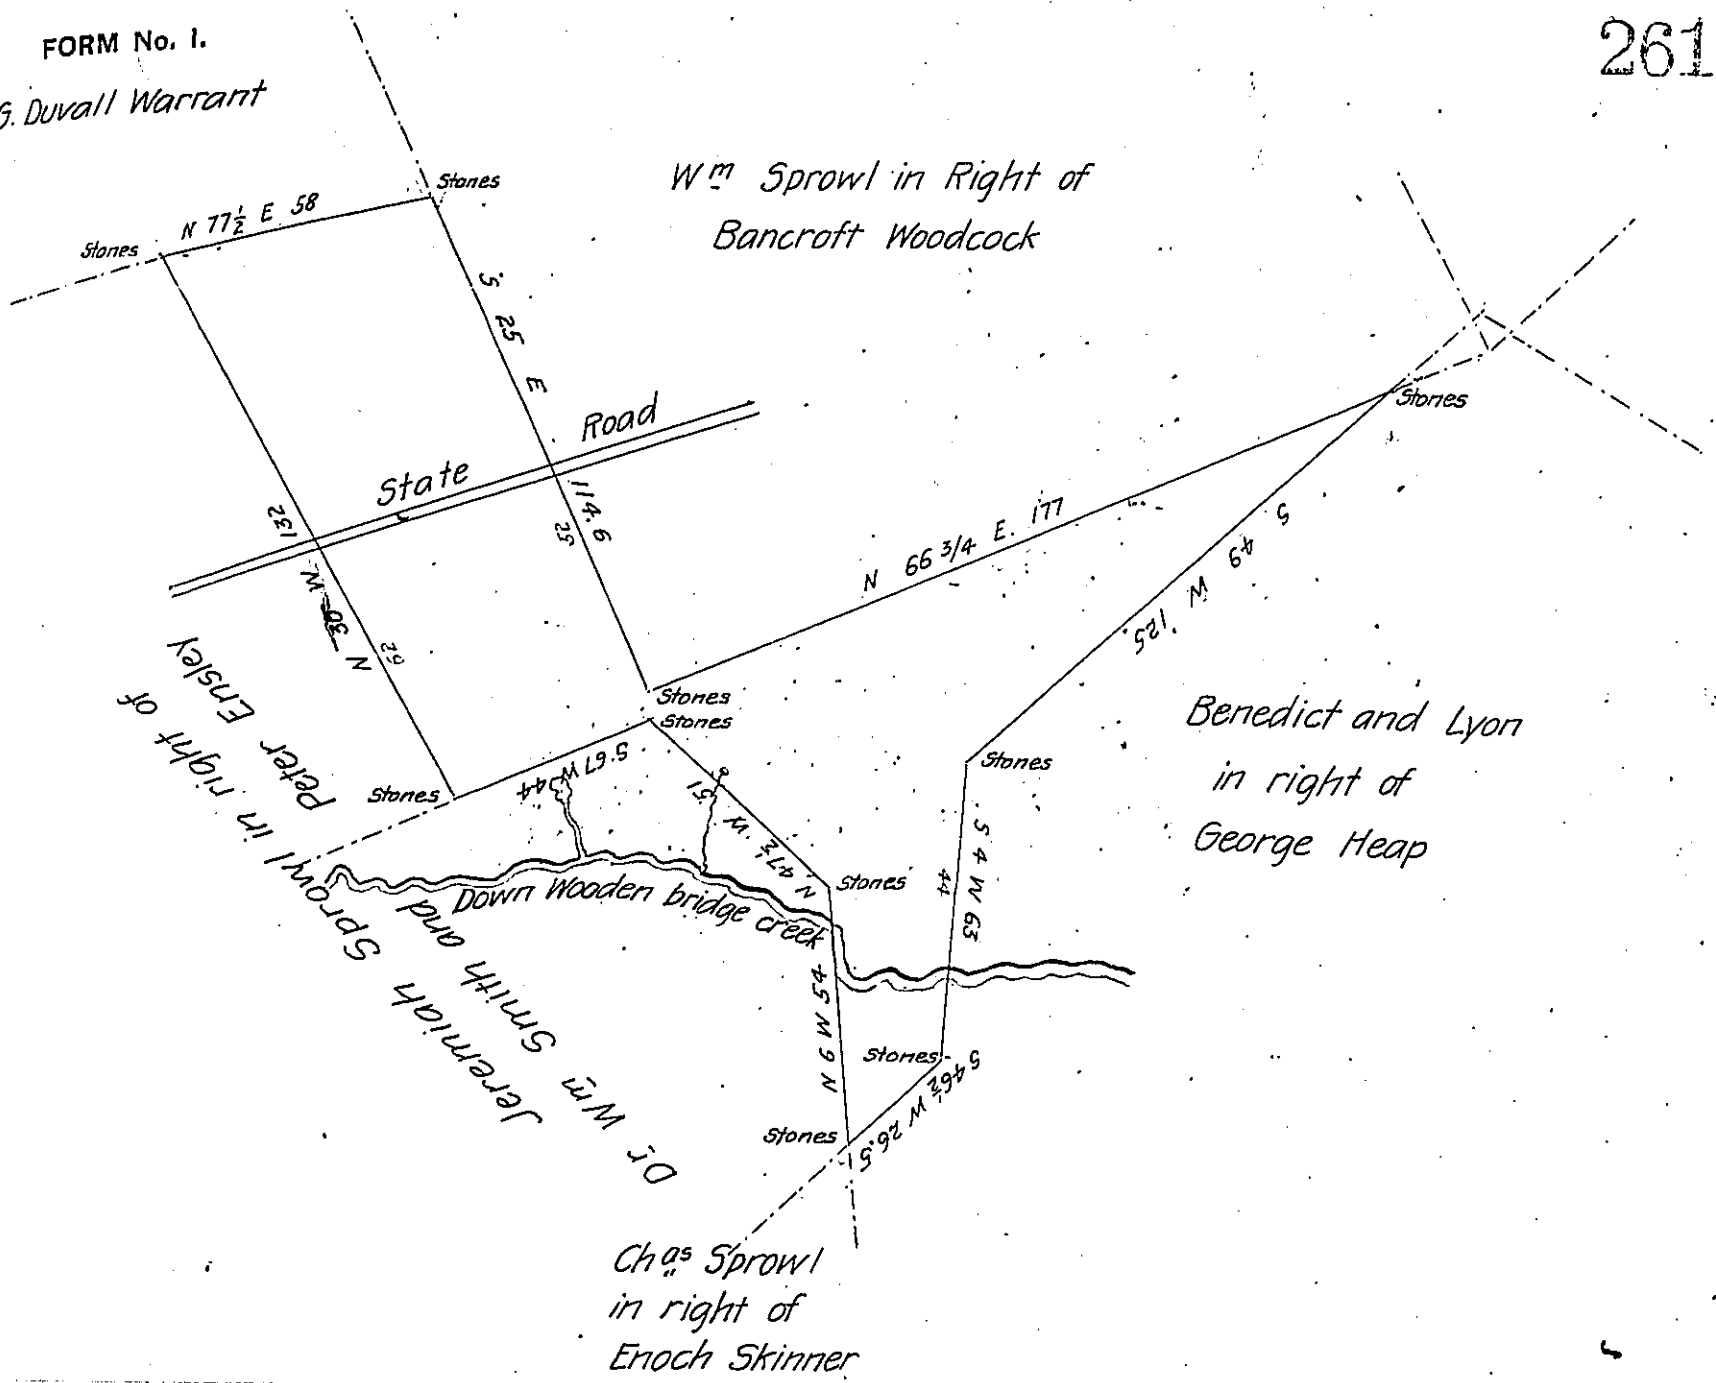 FORM No. 1.
261
G. Duvall Warrant
Stones
N 77½ E 58
Stones
Wm Sprowl in Right of
Bancroft Woodcock
S 25 E
114.6
52
State Road
132
N 30 W
62
N 66 3/4 E. 177
Stones
S 49 W 125
Stones
Stones
S. 67 W
44
Stones
Jeremiah Sprowl in right of
Peter Ensley
Dr. Wm Smith and
Down Wooden bridge creek
N 47½ W 51
Stones
Stones
S 4 W 63
44
Benedict and Lyon
in right of
George Heap
N 6 W 54
Stones
S 46½ W 26.5
Stones
Chas Sprowl
in right of
Enoch Skinner